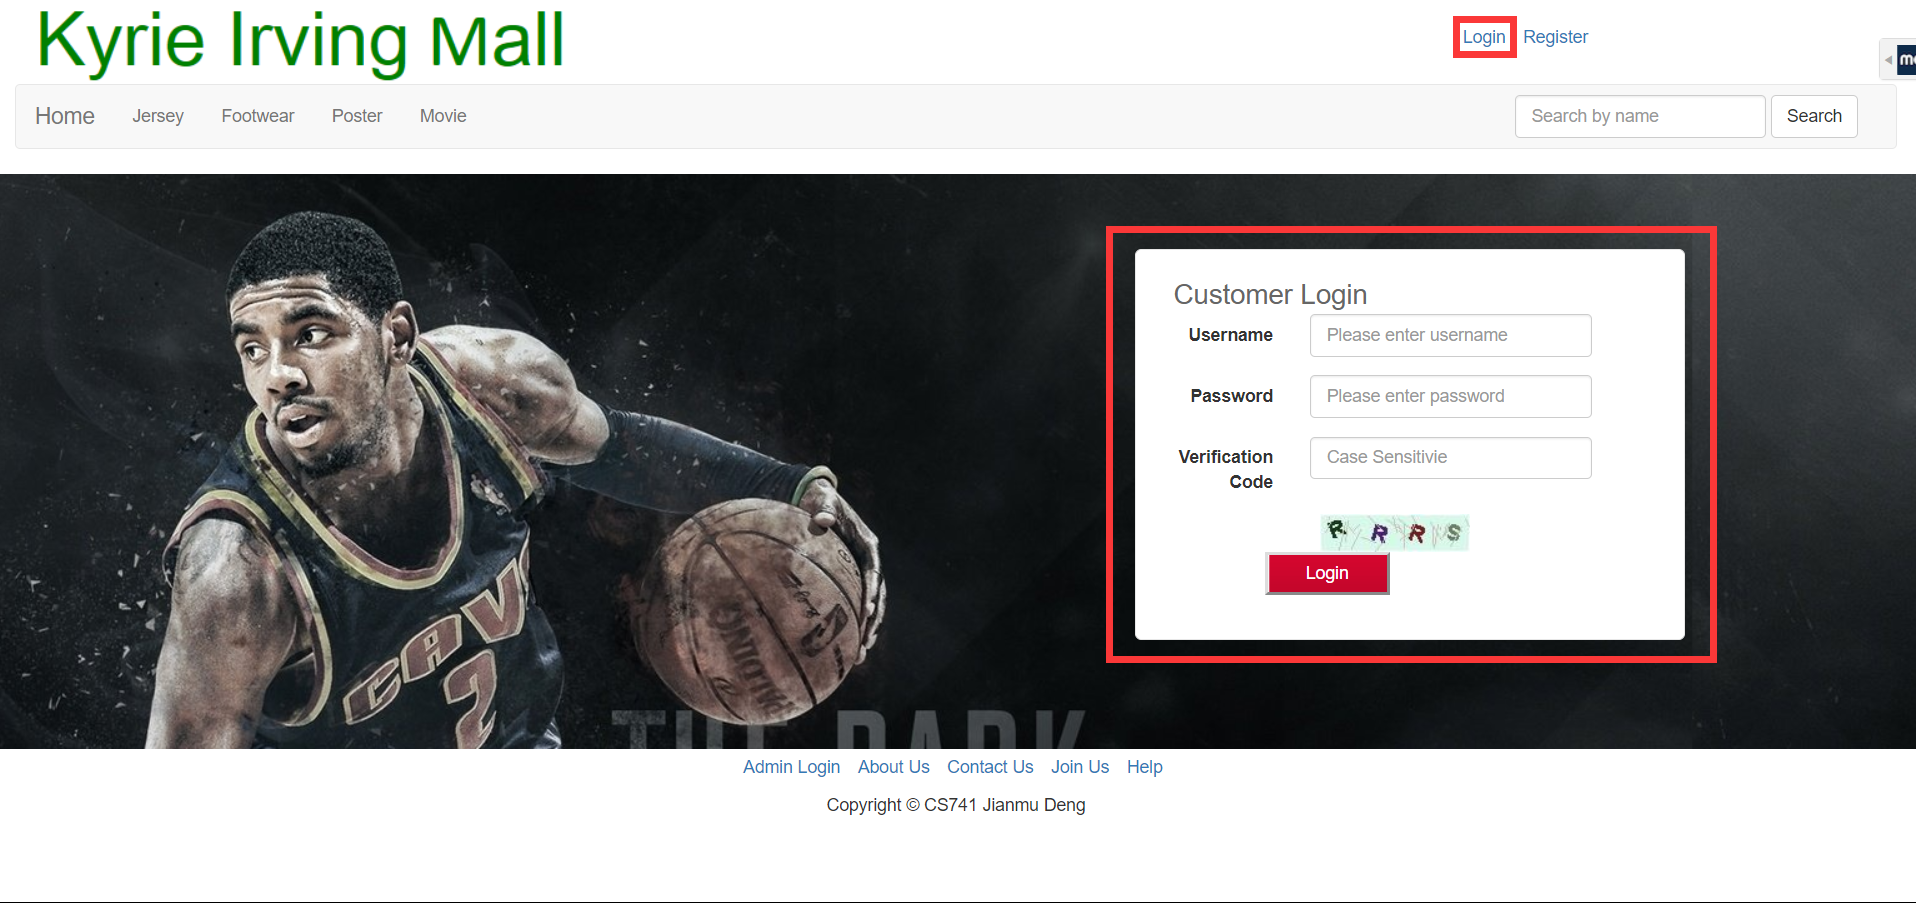 Kyrie Irving Mall
Login Register
Home Jersey Footwear Poster Movie Search by name Search
Customer Login
Username Please enter username
Password Please enter password
Verification Case Sensitivie
Code
R R R S
Login
CAV
2
THE DARK
Admin Login About Us Contact Us Join Us Help
Copyright © CS741 Jianmu Deng